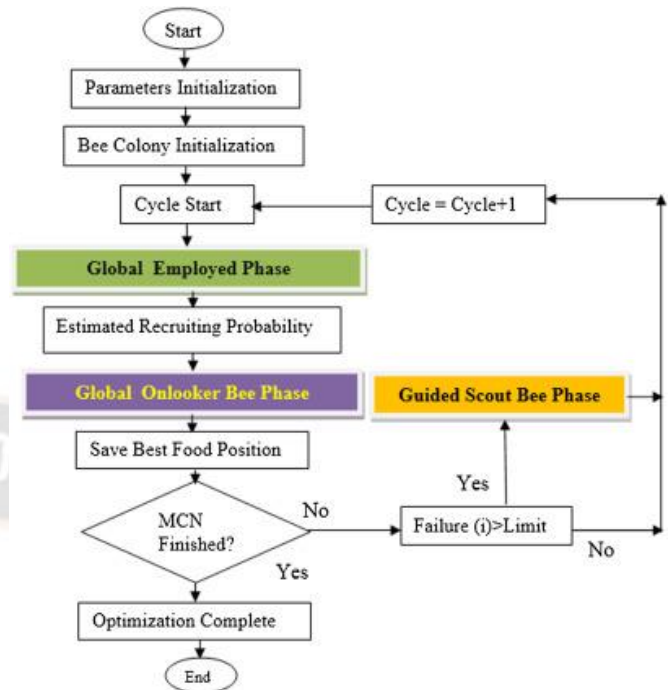 Start
Parameters Initialization
Bee Colony Initialization
Cycle Start
Cycle = Cycle+1
Global Employed Phase
Estimated Recruiting Probability
Global Onlooker Bee Phase
Guided Scout Bee Phase
Save Best Food Position
Yes
MCN
Finished?
No
Failure (i)>Limit
No
Yes
Optimization Complete
End